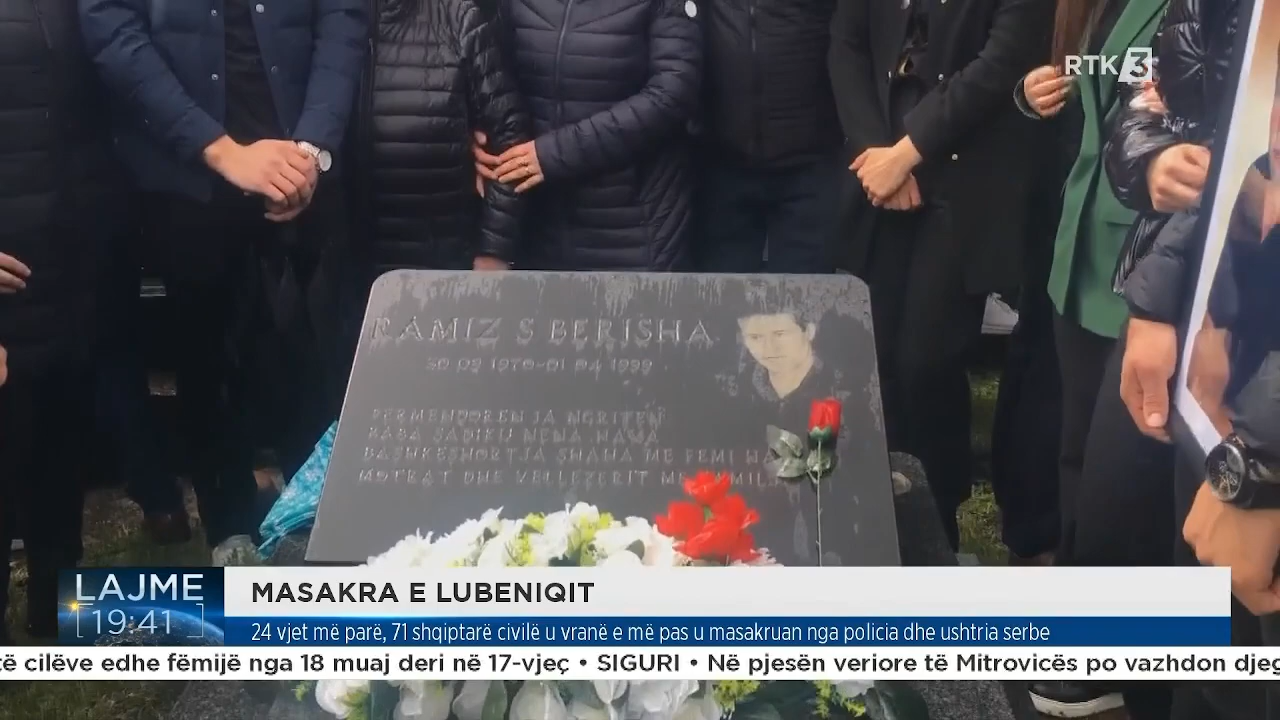 RTK 3
RAMIZ S BERISHA
30 03 1970-01 04 1999
PERMENDOREN JA NGRITEN
BABA SADIKU NENA HAVA
BASHKESHORTJA SHAHA ME FEMI
MOTRAT DHE VELLEZERIT ME
LAJME
19:41
MASAKRA E LUBENIQIT
24 vjet më parë, 71 shqiptarë civilë u vranë e më pas u masakruan nga policia dhe ushtria serbe
të cilëve edhe fëmijë nga 18 muaj deri në 17-vjeç • SIGURI • Në pjesën veriore të Mitrovicës po vazhdon djeg